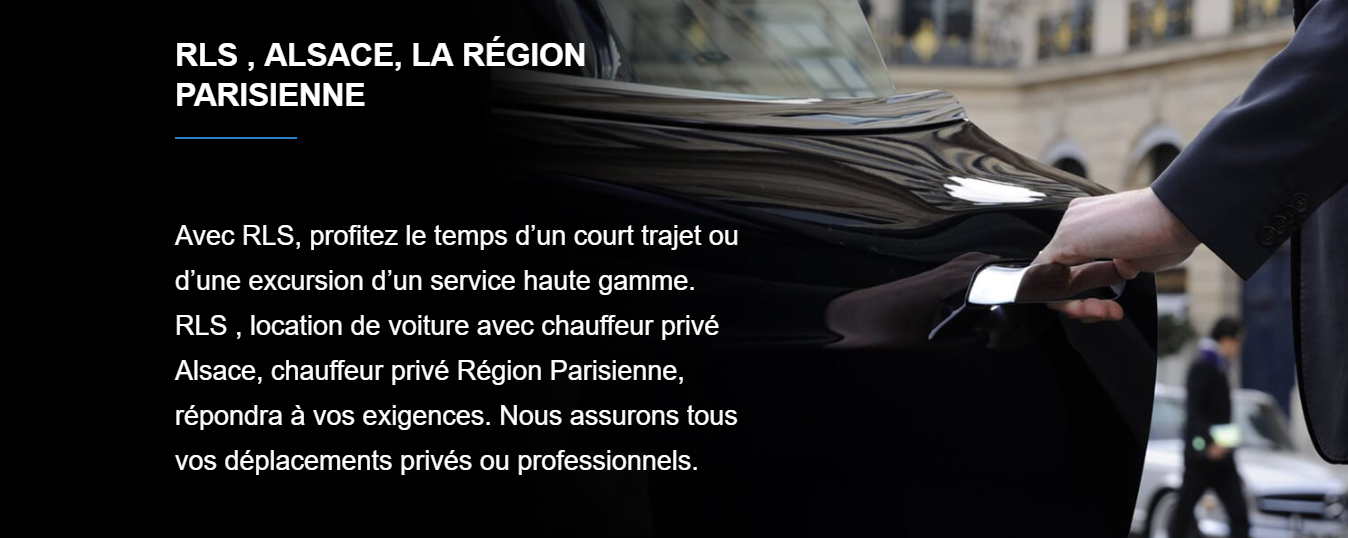 RLS , ALSACE, LA RÉGION
PARISIENNE
Avec RLS, profitez le temps d’un court trajet ou
d’une excursion d’un service haute gamme.
RLS , location de voiture avec chauffeur privé
Alsace, chauffeur privé Région Parisienne,
répondra à vos exigences. Nous assurons tous
vos déplacements privés ou professionnels.